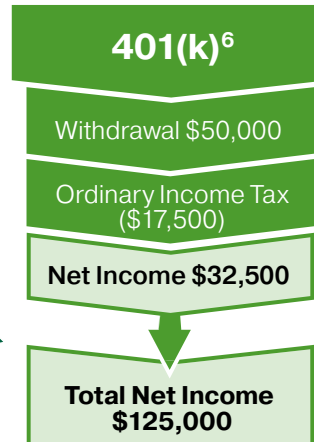 401(k)⁶
Withdrawal $50,000
Ordinary Income Tax
($17,500)
Net Income $32,500
Total Net Income
$125,000